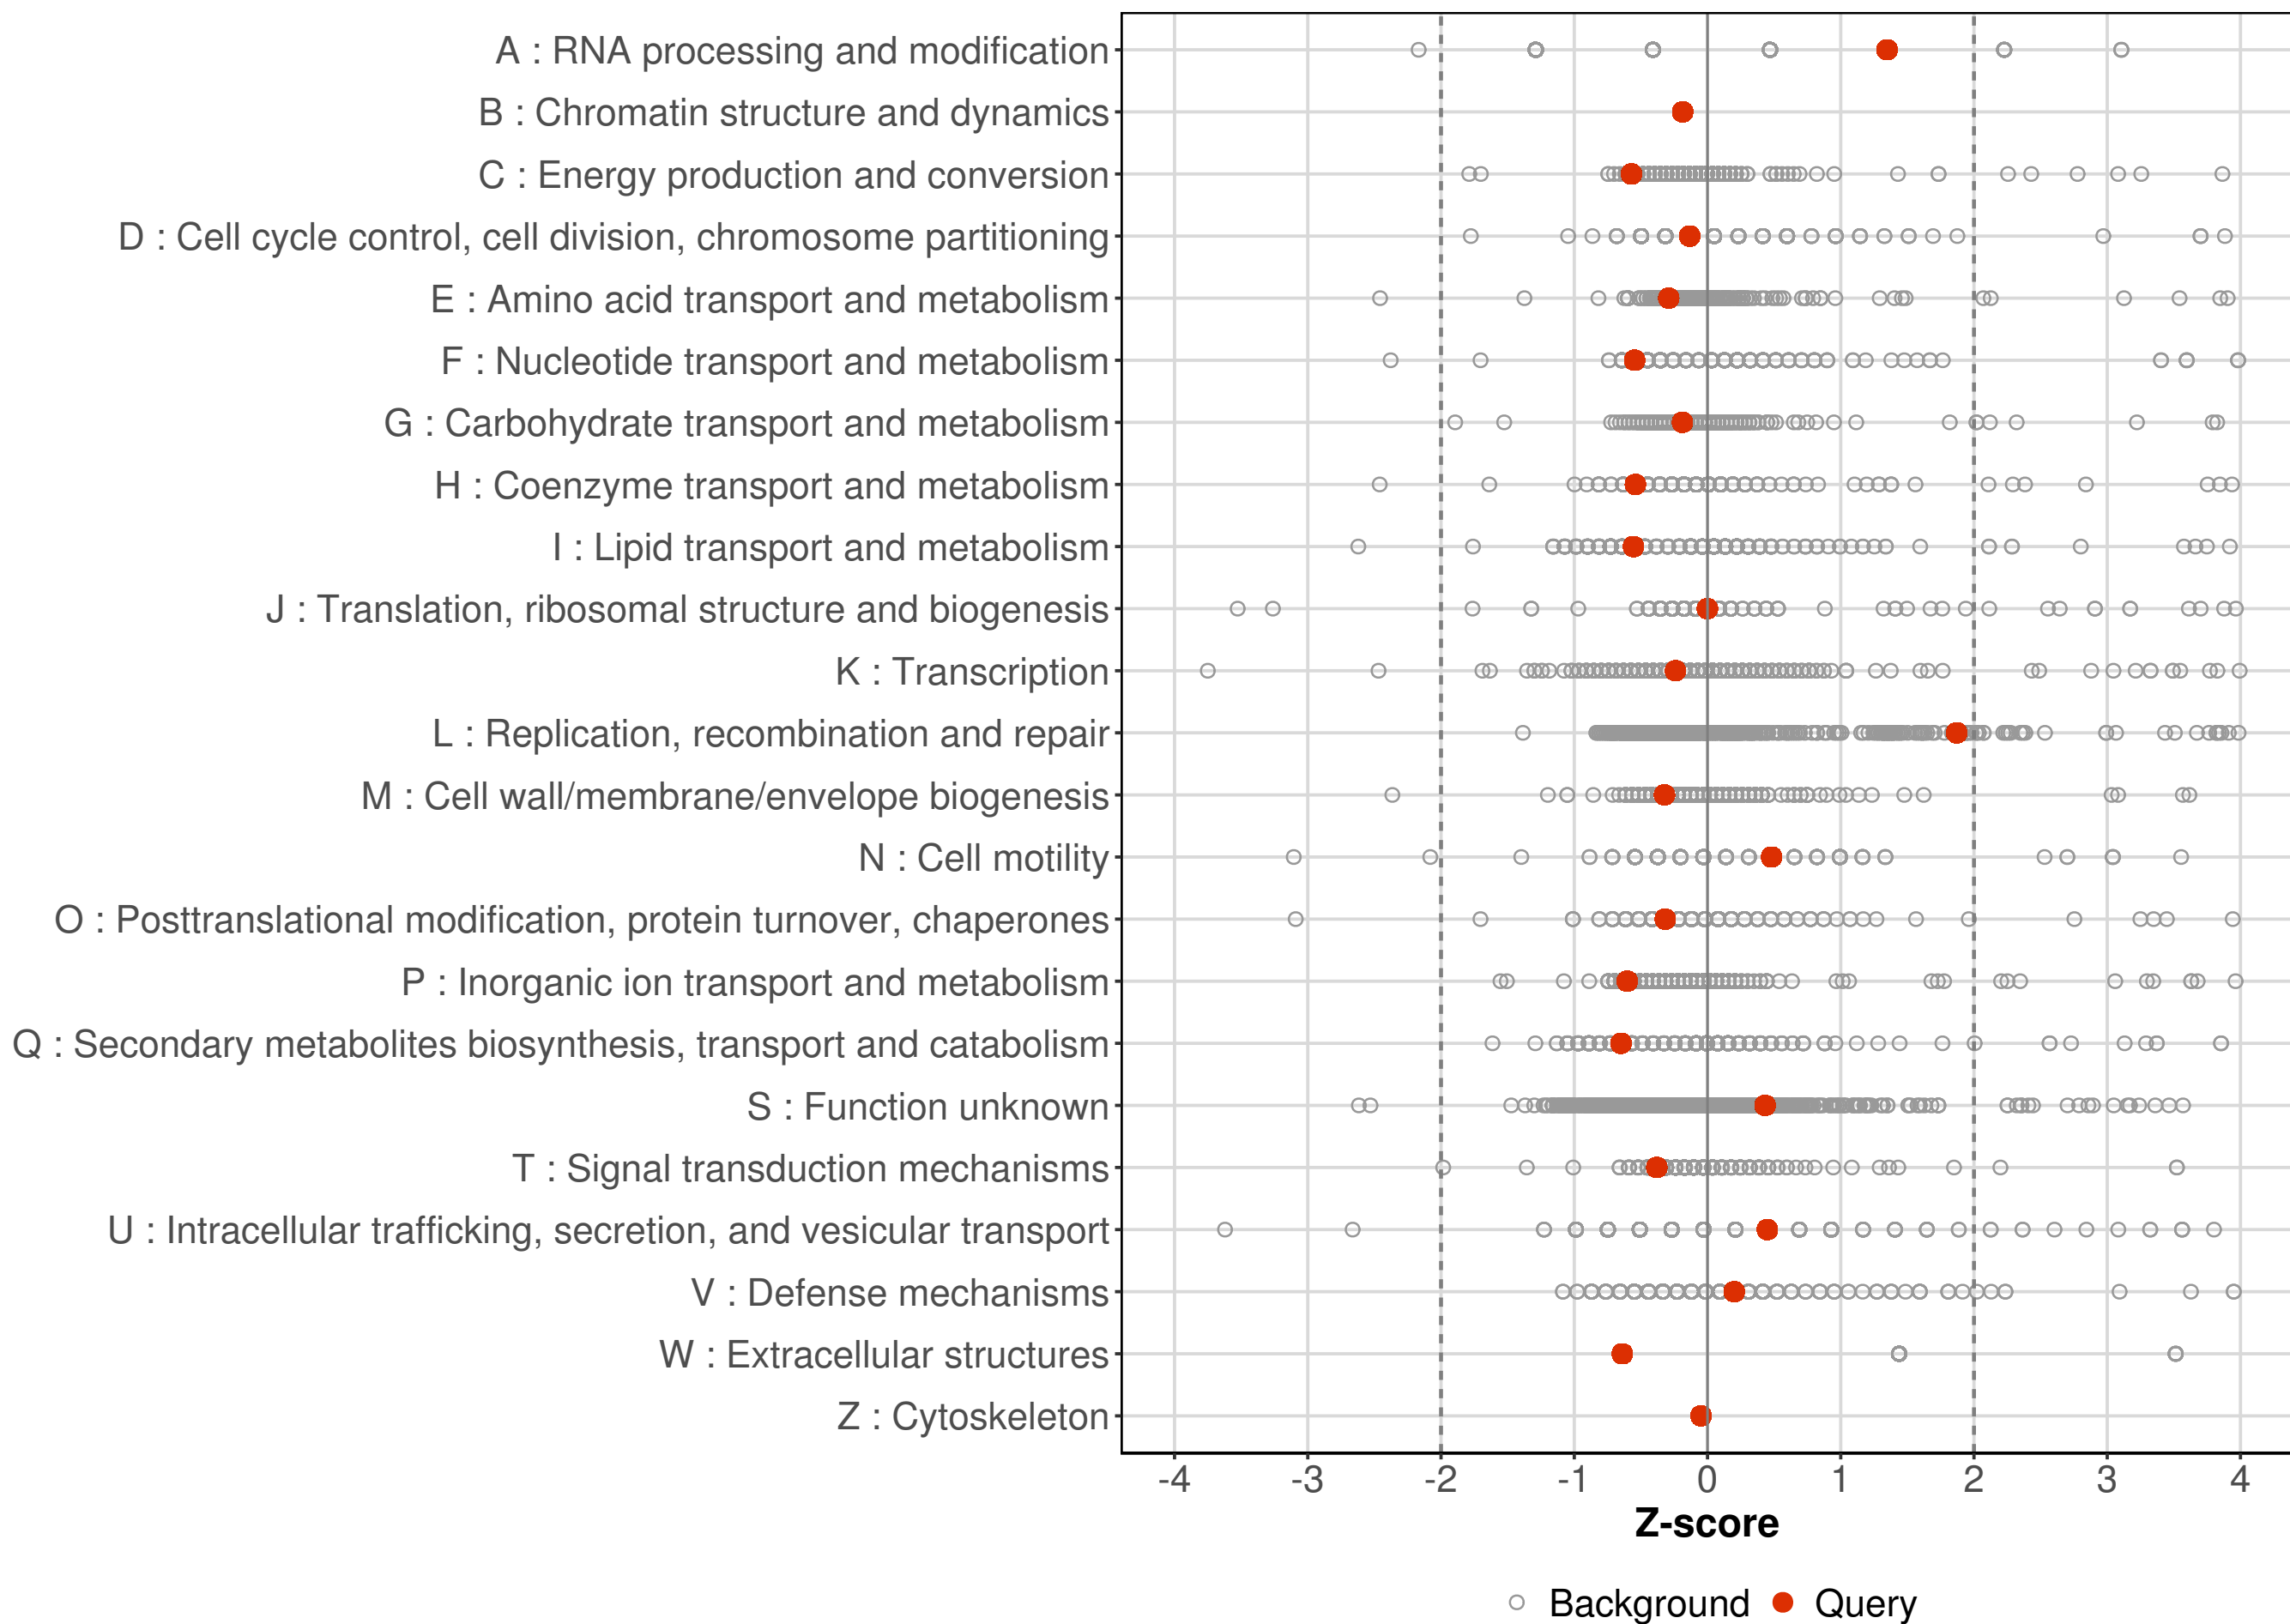 A : RNA processing and modification
B : Chromatin structure and dynamics
C : Energy production and conversion
D : Cell cycle control, cell division, chromosome partitioning
E : Amino acid transport and metabolism
F : Nucleotide transport and metabolism
G : Carbohydrate transport and metabolism
H : Coenzyme transport and metabolism
I : Lipid transport and metabolism
J : Translation, ribosomal structure and biogenesis
K : Transcription
L : Replication, recombination and repair
M : Cell wall/membrane/envelope biogenesis
N : Cell motility
O : Posttranslational modification, protein turnover, chaperones
P : Inorganic ion transport and metabolism
Q : Secondary metabolites biosynthesis, transport and catabolism
S : Function unknown
T : Signal transduction mechanisms
U : Intracellular trafficking, secretion, and vesicular transport
V : Defense mechanisms
W : Extracellular structures
Z : Cytoskeleton
-4 -3 -2 -1 0 1 2 3 4
Z-score
Background Query